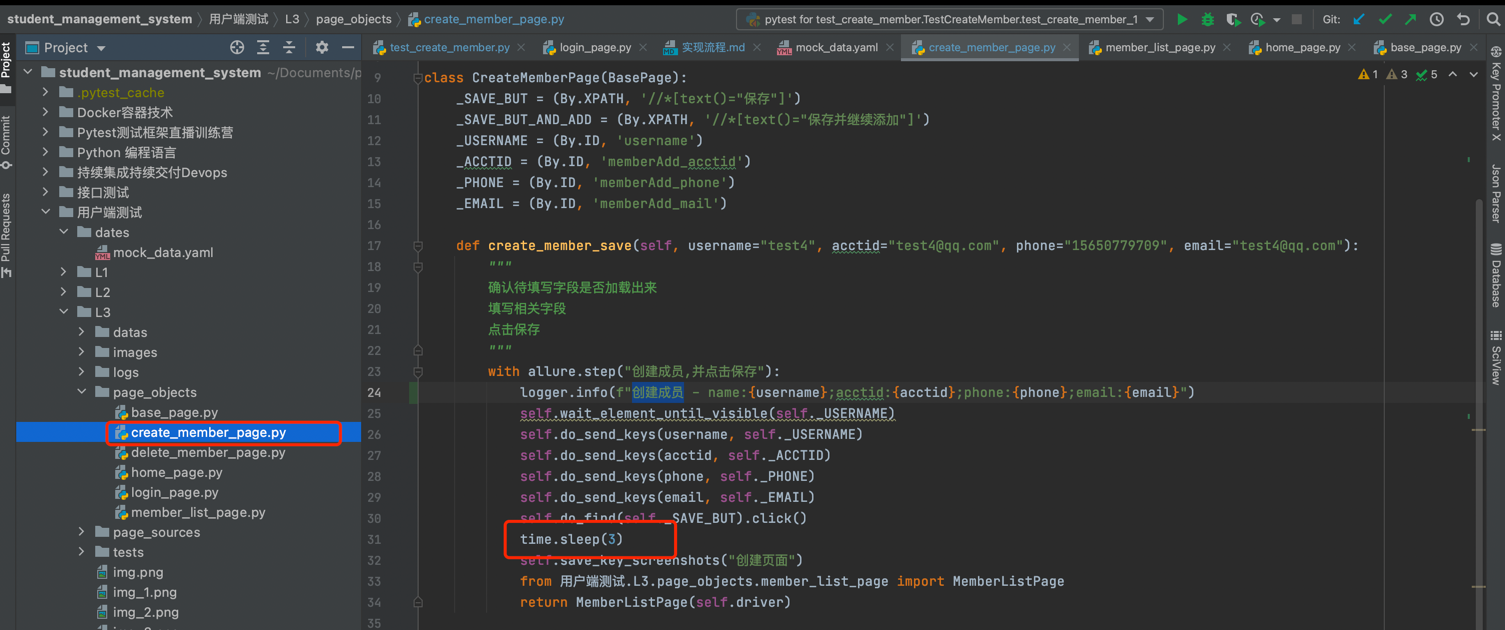 student_management_system 〉 用户端测试 〉 L3 〉 page_objects 〉 create_member_page.py
pytest for test_create_member.TestCreateMember.test_create_member_1
Git:
Project
test_create_member.py
login_page.py
实现流程.md
mock_data.yaml
create_member_page.py
member_list_page.py
home_page.py
base_page.py
Project
Commit
Pull Requests
student_management_system ~/Documents/p
.pytest_cache
Docker容器技术
Pytest测试框架直播训练营
Python 编程语言
持续集成持续交付Devops
接口测试
用户端测试
dates
mock_data.yaml
L1
L2
L3
datas
images
logs
page_objects
base_page.py
create_member_page.py
delete_member_page.py
home_page.py
login_page.py
member_list_page.py
page_sources
tests
img.png
img_1.png
img_2.png
1 3 5
9 class CreateMemberPage(BasePage):
10 _SAVE_BUT = (By.XPATH, '//*[text()="保存"]')
11 _SAVE_BUT_AND_ADD = (By.XPATH, '//*[text()="保存并继续添加"]')
12 _USERNAME = (By.ID, 'username')
13 _ACCTID = (By.ID, 'memberAdd_acctid')
14 _PHONE = (By.ID, 'memberAdd_phone')
15 _EMAIL = (By.ID, 'memberAdd_mail')
16
17 def create_member_save(self, username="test4", acctid="test4@qq.com", phone="15650779709", email="test4@qq.com"):
18 """
19 确认待填写字段是否加载出来
20 填写相关字段
21 点击保存
22 """
23 with allure.step("创建成员,并点击保存"):
24 logger.info(f"创建成员 - name:{username};acctid:{acctid};phone:{phone};email:{email}")
25 self.wait_element_until_visible(self._USERNAME)
26 self.do_send_keys(username, self._USERNAME)
27 self.do_send_keys(acctid, self._ACCTID)
28 self.do_send_keys(phone, self._PHONE)
29 self.do_send_keys(email, self._EMAIL)
30 self.do_find(self._SAVE_BUT).click()
31 time.sleep(3)
32 self.save_key_screenshots("创建页面")
33 from 用户端测试.L3.page_objects.member_list_page import MemberListPage
34 return MemberListPage(self.driver)
35
Key Promoter X
Json Parser
Database
SciView